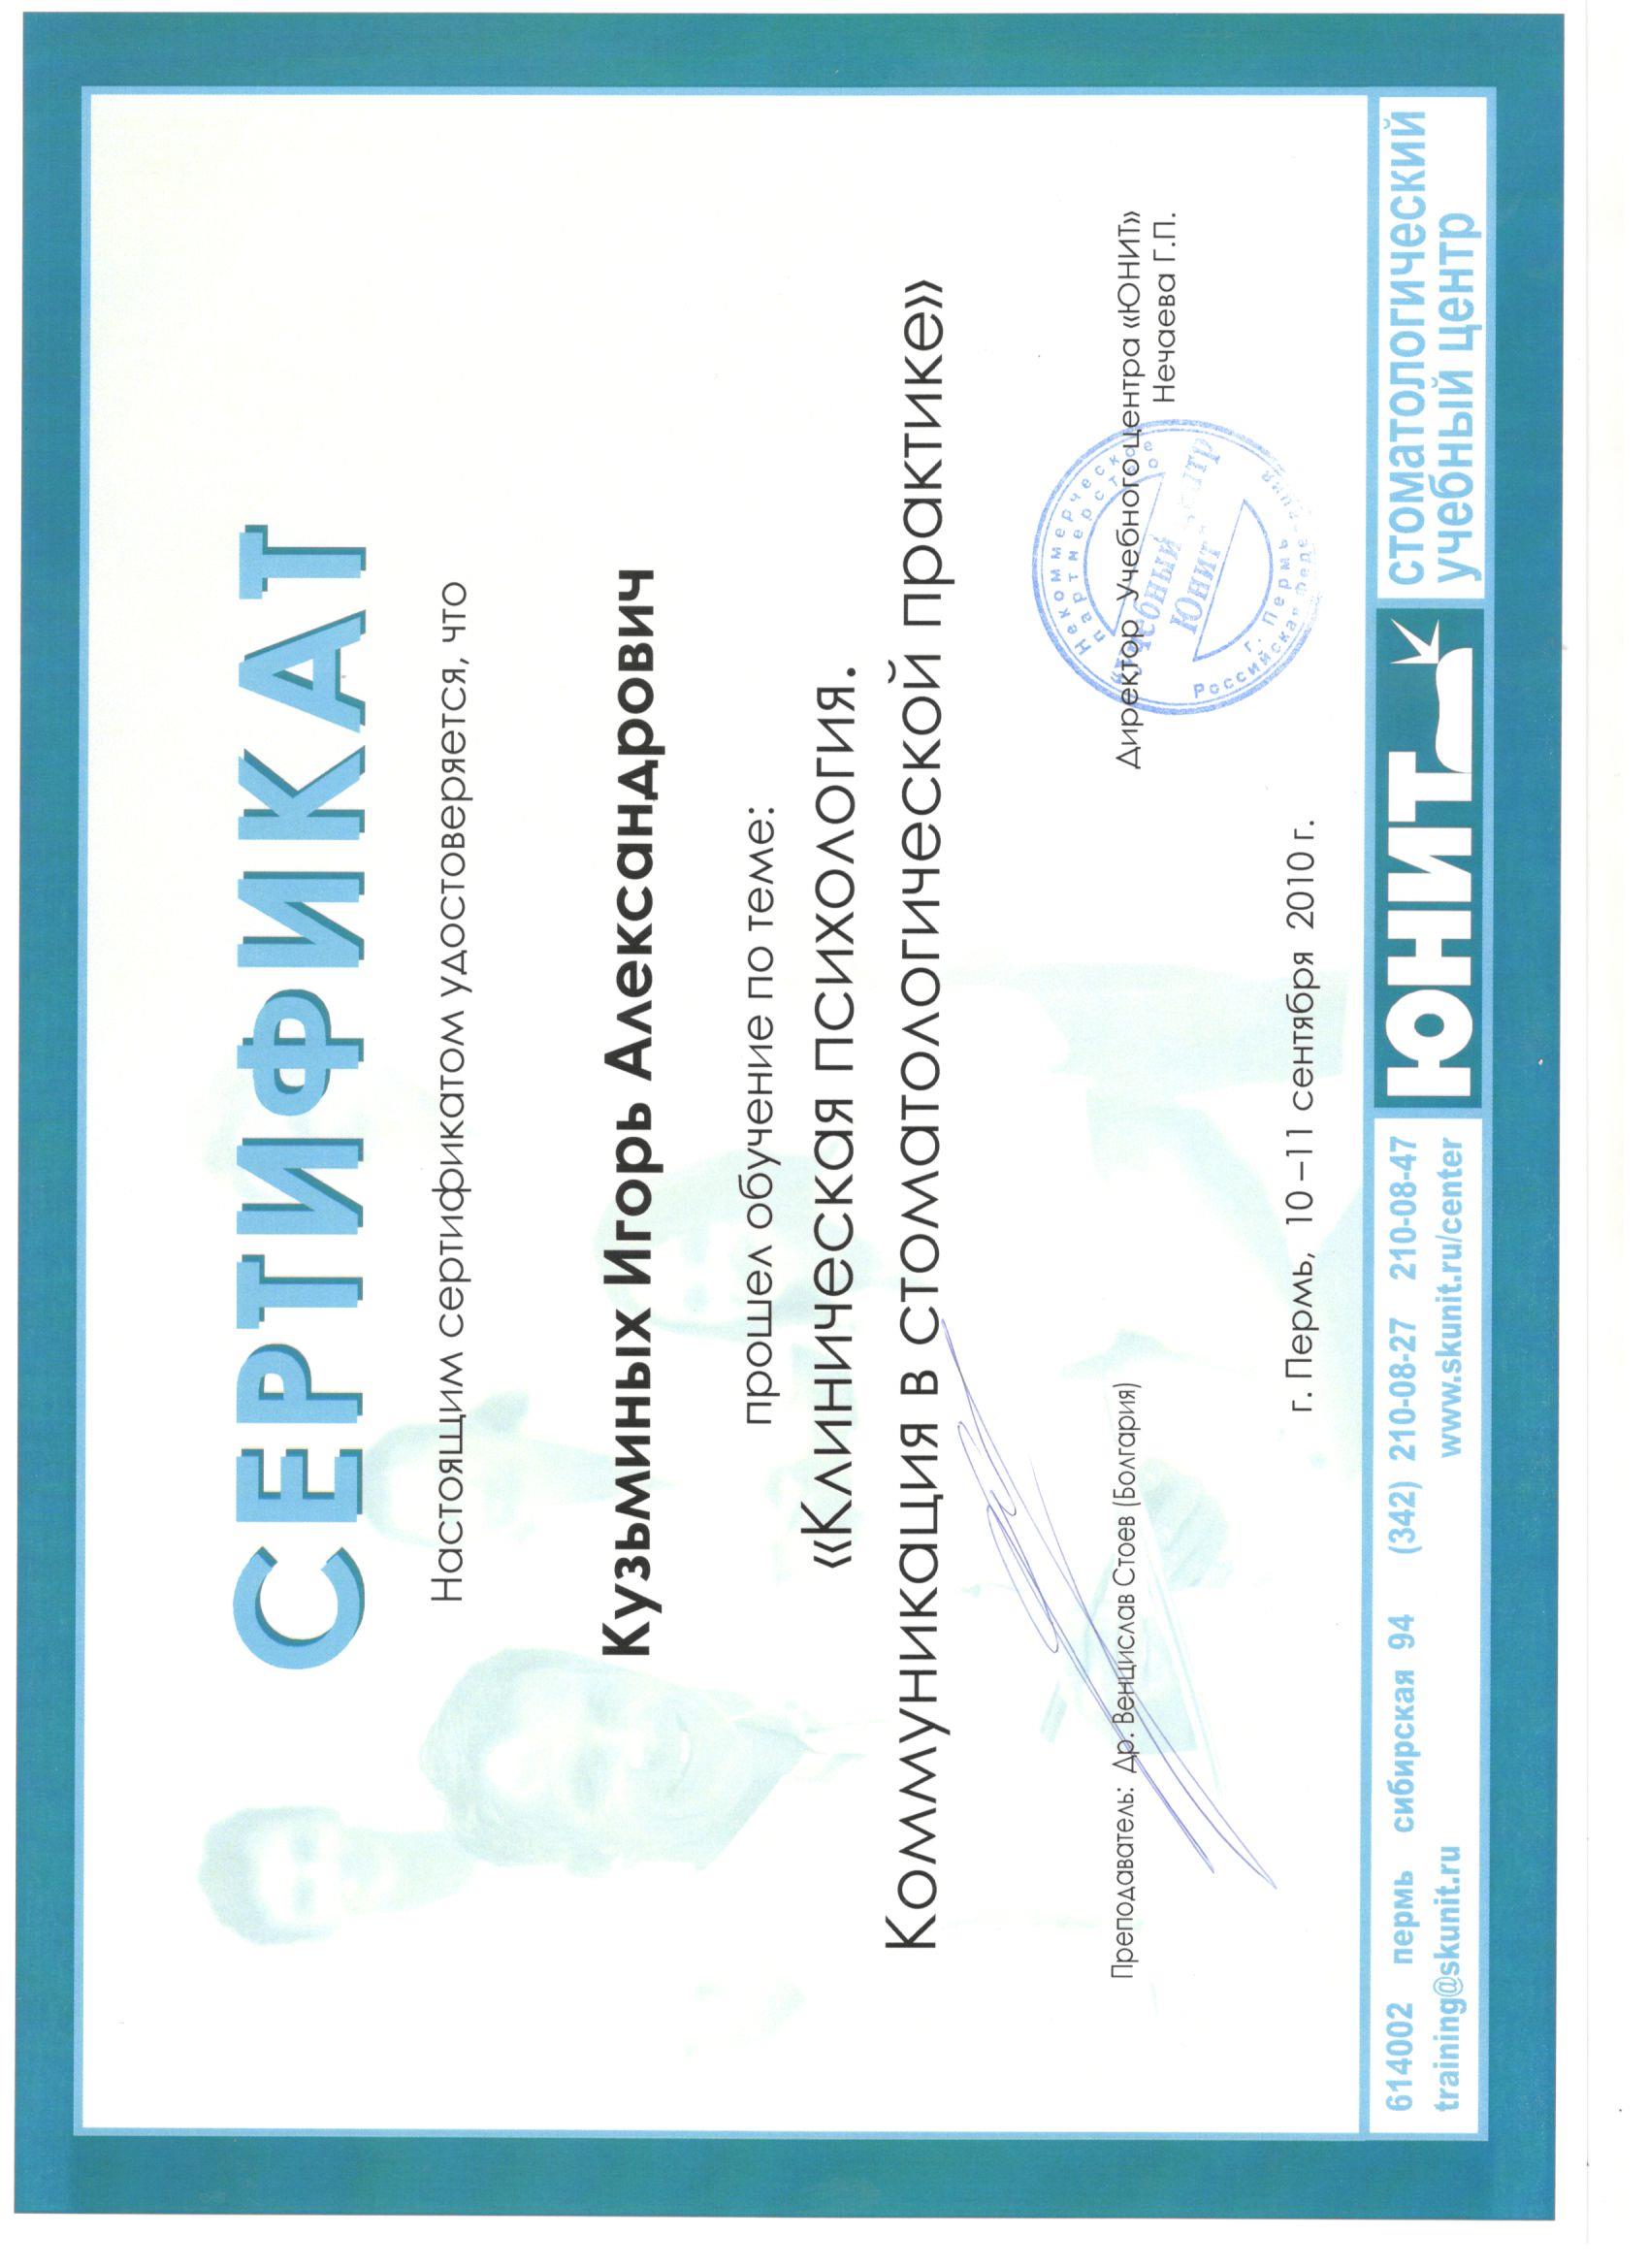 СЕРТИФИКАТ
Настоящим сертификатом удостоверяется, что
Кузьминых Игорь Александрович
прошел обучение по теме:
«Клиническая психология.
Коммуникация в стоматологической практике»
Преподаватель: Др. Венцислав Стоев (Болгария)
Директор Учебного центра «ЮНИТ»
Нечаева Г.П.
Некоммерческое
партнерство
«Учебный центр
Юнит
г. Пермь
Российская Федерация
г. Пермь, 10 –11 сентября 2010 г.
614002 пермь сибирская 94 (342) 210-08-27 210-08-47
training@skunit.ru www.skunit.ru/center
ЮНИТ
стоматологический
учебный центр